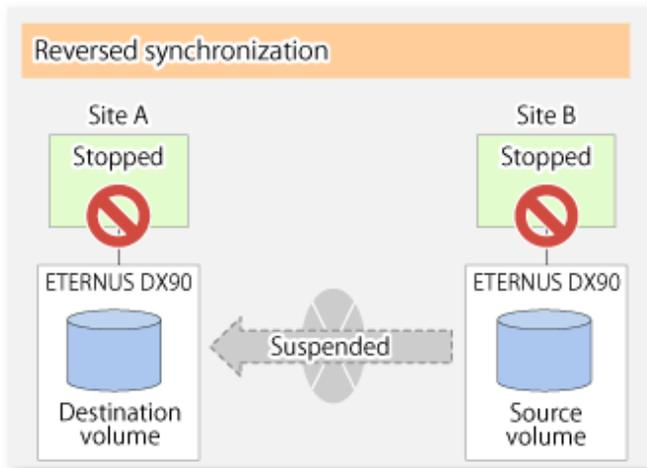 Reversed synchronization
Site A
Site B
Stopped
Stopped
ETERNUS DX90
ETERNUS DX90
Suspended
Destination
volume
Source
volume